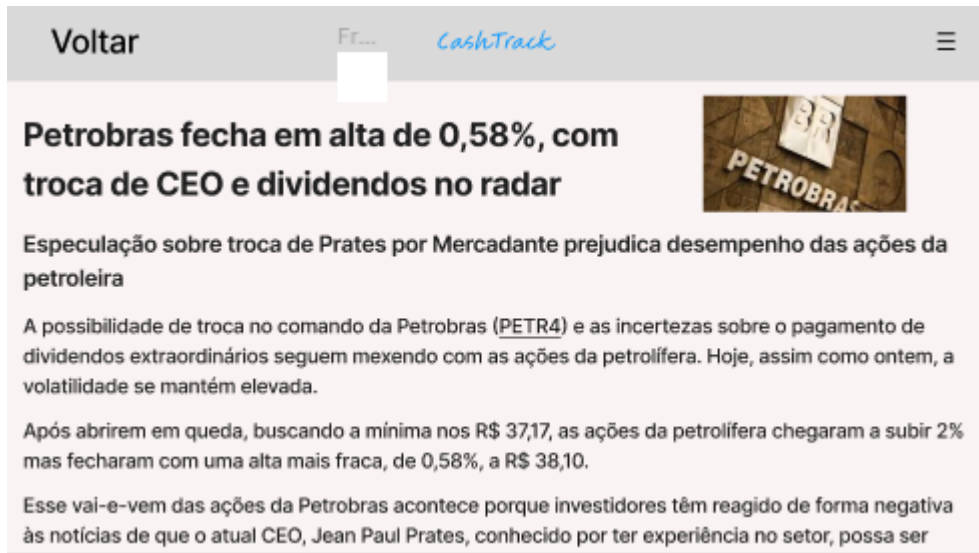 Voltar Fr... CashTrack
Petrobras fecha em alta de 0,58%, com
troca de CEO e dividendos no radar
BR
PETROBRAS
Especulação sobre troca de Prates por Mercadante prejudica desempenho das ações da
petroleira
A possibilidade de troca no comando da Petrobras (PETR4) e as incertezas sobre o pagamento de
dividendos extraordinários seguem mexendo com as ações da petrolífera. Hoje, assim como ontem, a
volatilidade se mantém elevada.
Após abrirem em queda, buscando a mínima nos R$ 37,17, as ações da petrolífera chegaram a subir 2%
mas fecharam com uma alta mais fraca, de 0,58%, a R$ 38,10.
Esse vai-e-vem das ações da Petrobras acontece porque investidores têm reagido de forma negativa
às notícias de que o atual CEO, Jean Paul Prates, conhecido por ter experiência no setor, possa ser